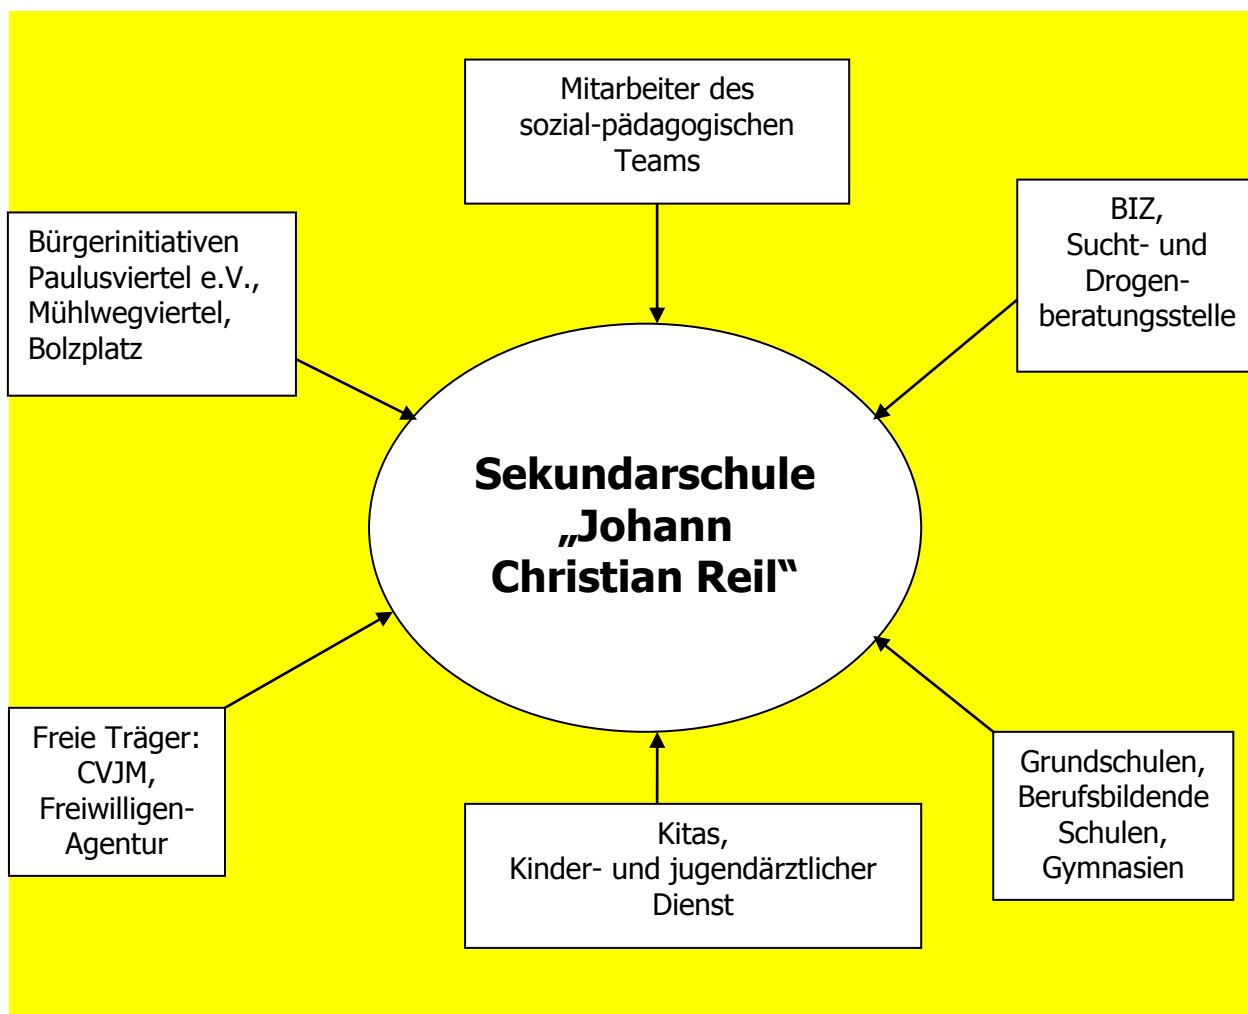 Mitarbeiter des
sozial-pädagogischen
Teams
BIZ,
Sucht- und
Drogen-
beratungsstelle
Bürgerinitiativen
Paulusviertel e.V.,
Mühlwegviertel,
Bolzplatz
Sekundarschule
„Johann
Christian Reil“
Freie Träger:
CVJM,
Freiwilligen-
Agentur
Kitas,
Kinder- und jugendärztlicher
Dienst
Grundschulen,
Berufsbildende
Schulen,
Gymnasien